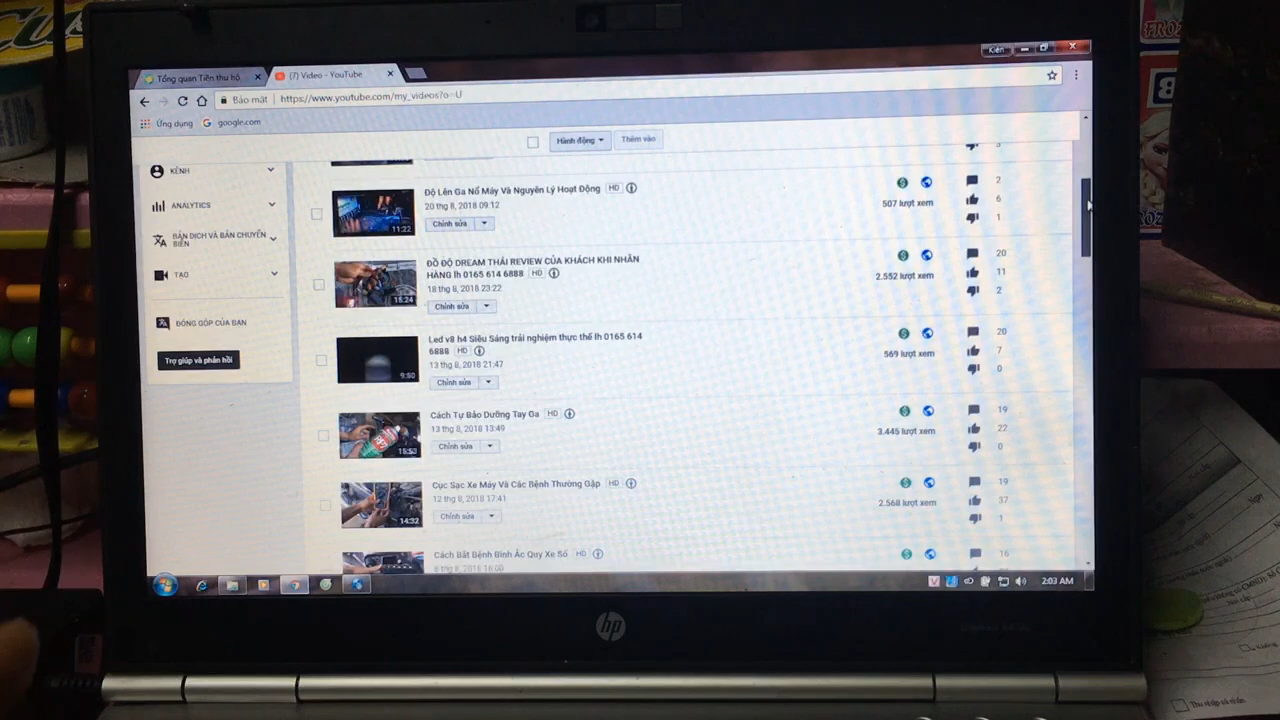 Kiên
Tổng quan Tiền thu hộ
(7) Video - YouTube
Bảo mật
https://www.youtube.com/my_videos?o=U
Ứng dụng
google.com
Hành động
Thêm vào
3
KÊNH
ANALYTICS
BẢN DỊCH VÀ BẢN CHUYỂN
BIÊN
TẠO
ĐÓNG GÓP CỦA BẠN
Trợ giúp và phản hồi
11:22
Độ Lên Ga Nổ Máy Và Nguyên Lý Hoạt Động HD
20 thg 8, 2018 09:12
Chỉnh sửa
507 lượt xem
2
6
1
15:24
ĐỒ ĐỘ DREAM THÁI REVIEW CỦA KHÁCH KHI NHẬN
HÀNG lh 0165 614 6888 HD
18 thg 8, 2018 23:22
Chỉnh sửa
2.552 lượt xem
20
11
2
9:50
Led v8 h4 Siêu Sáng trải nghiệm thực thế lh 0165 614
6888 HD
13 thg 8, 2018 21:47
Chỉnh sửa
569 lượt xem
20
7
0
15:53
Cách Tự Bảo Dưỡng Tay Ga HD
13 thg 8, 2018 13:49
Chỉnh sửa
3.445 lượt xem
19
22
0
14:32
Cục Sạc Xe Máy Và Các Bệnh Thường Gặp HD
12 thg 8, 2018 17:41
Chỉnh sửa
2.568 lượt xem
19
37
1
Cách Bắt Bệnh Bình Ắc Quy Xe Số HD
16
2:03 AM
hp